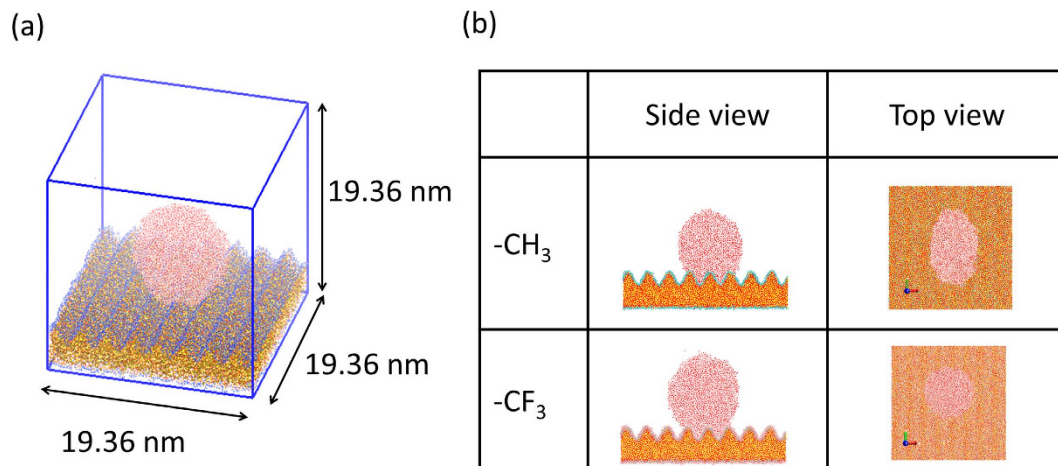 (a)
19.36 nm
19.36 nm
19.36 nm
(b)
Side view Top view
-CH₃
-CF₃